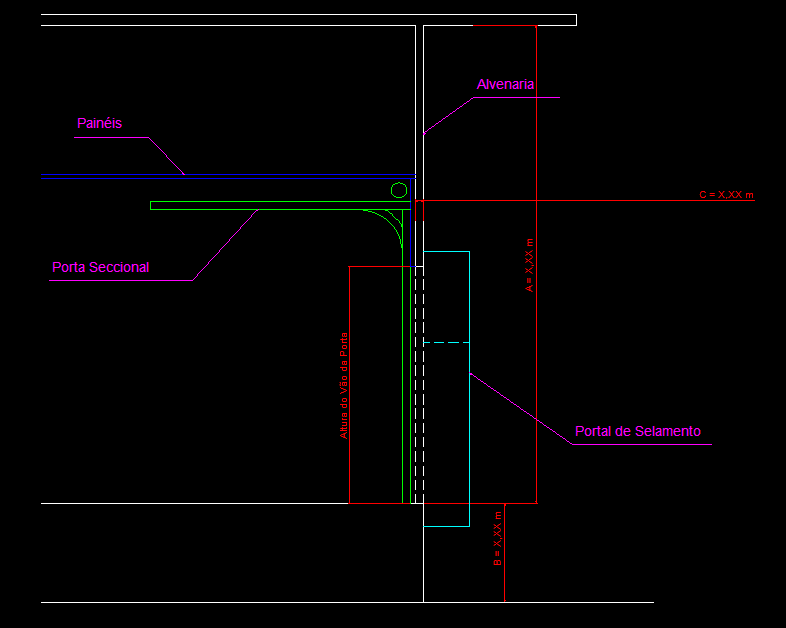 Alvenaria
Painéis
C = X,XX m
A = X,XX m
Porta Seccional
Altura do Vão da Porta
Portal de Selamento
B = X,XX m